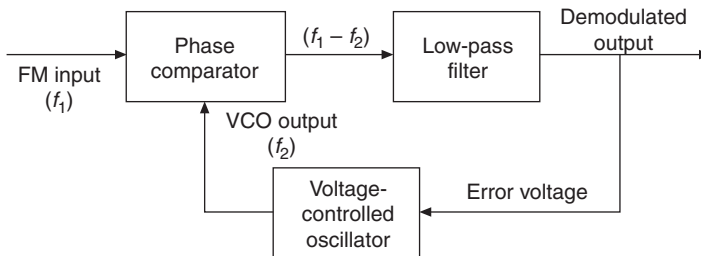 Demodulated
output
Phase
comparator
(f1 – f2)
Low-pass
filter
FM input
(f1)
VCO output
(f2)
Voltage-
controlled
oscillator
Error voltage